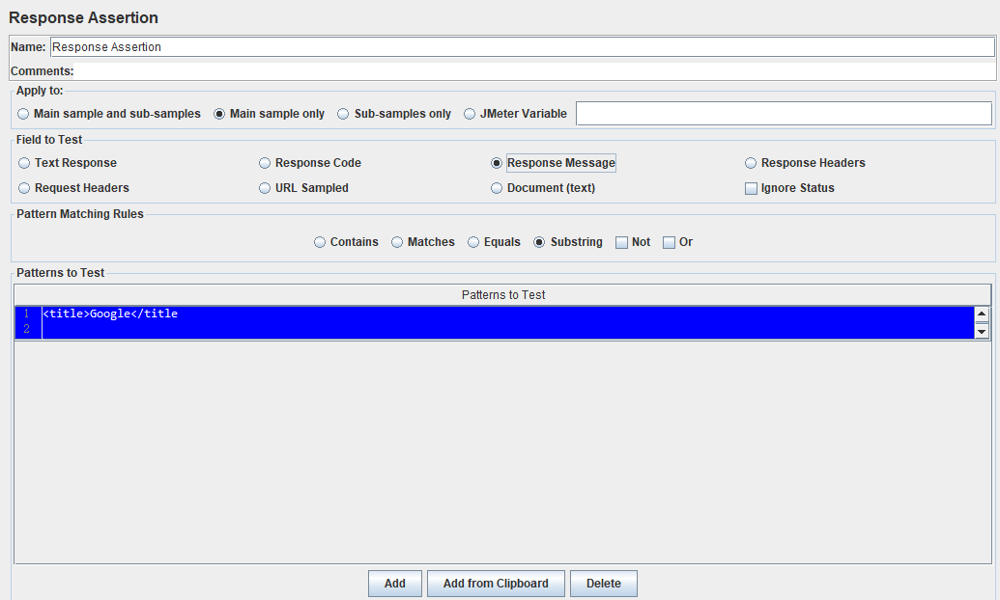 Response Assertion
Name: Response Assertion
Comments:
Apply to:
Main sample and sub-samples Main sample only Sub-samples only JMeter Variable
Field to Test
Text Response Response Code Response Message Response Headers
Request Headers URL Sampled Document (text) Ignore Status
Pattern Matching Rules
Contains Matches Equals Substring Not Or
Patterns to Test
Patterns to Test
1 <title>Google</title
2
Add Add from Clipboard Delete